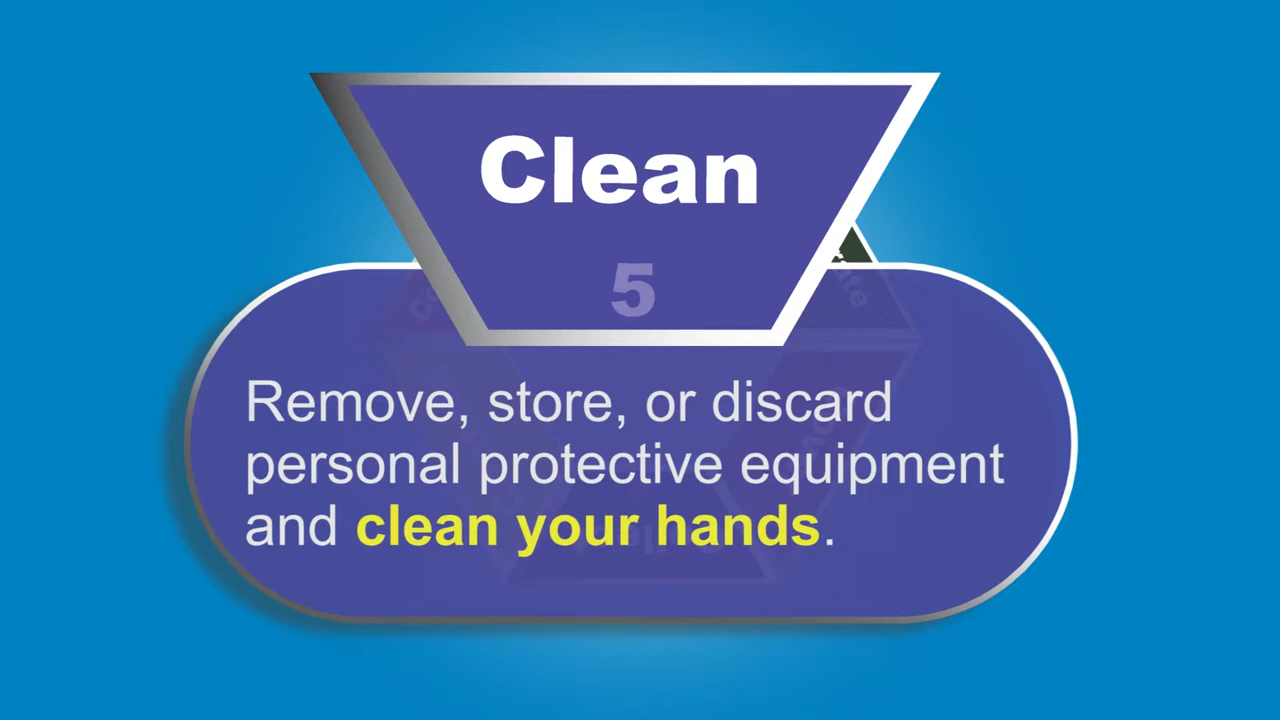 Clean
5
Remove, store, or discard
personal protective equipment
and clean your hands.